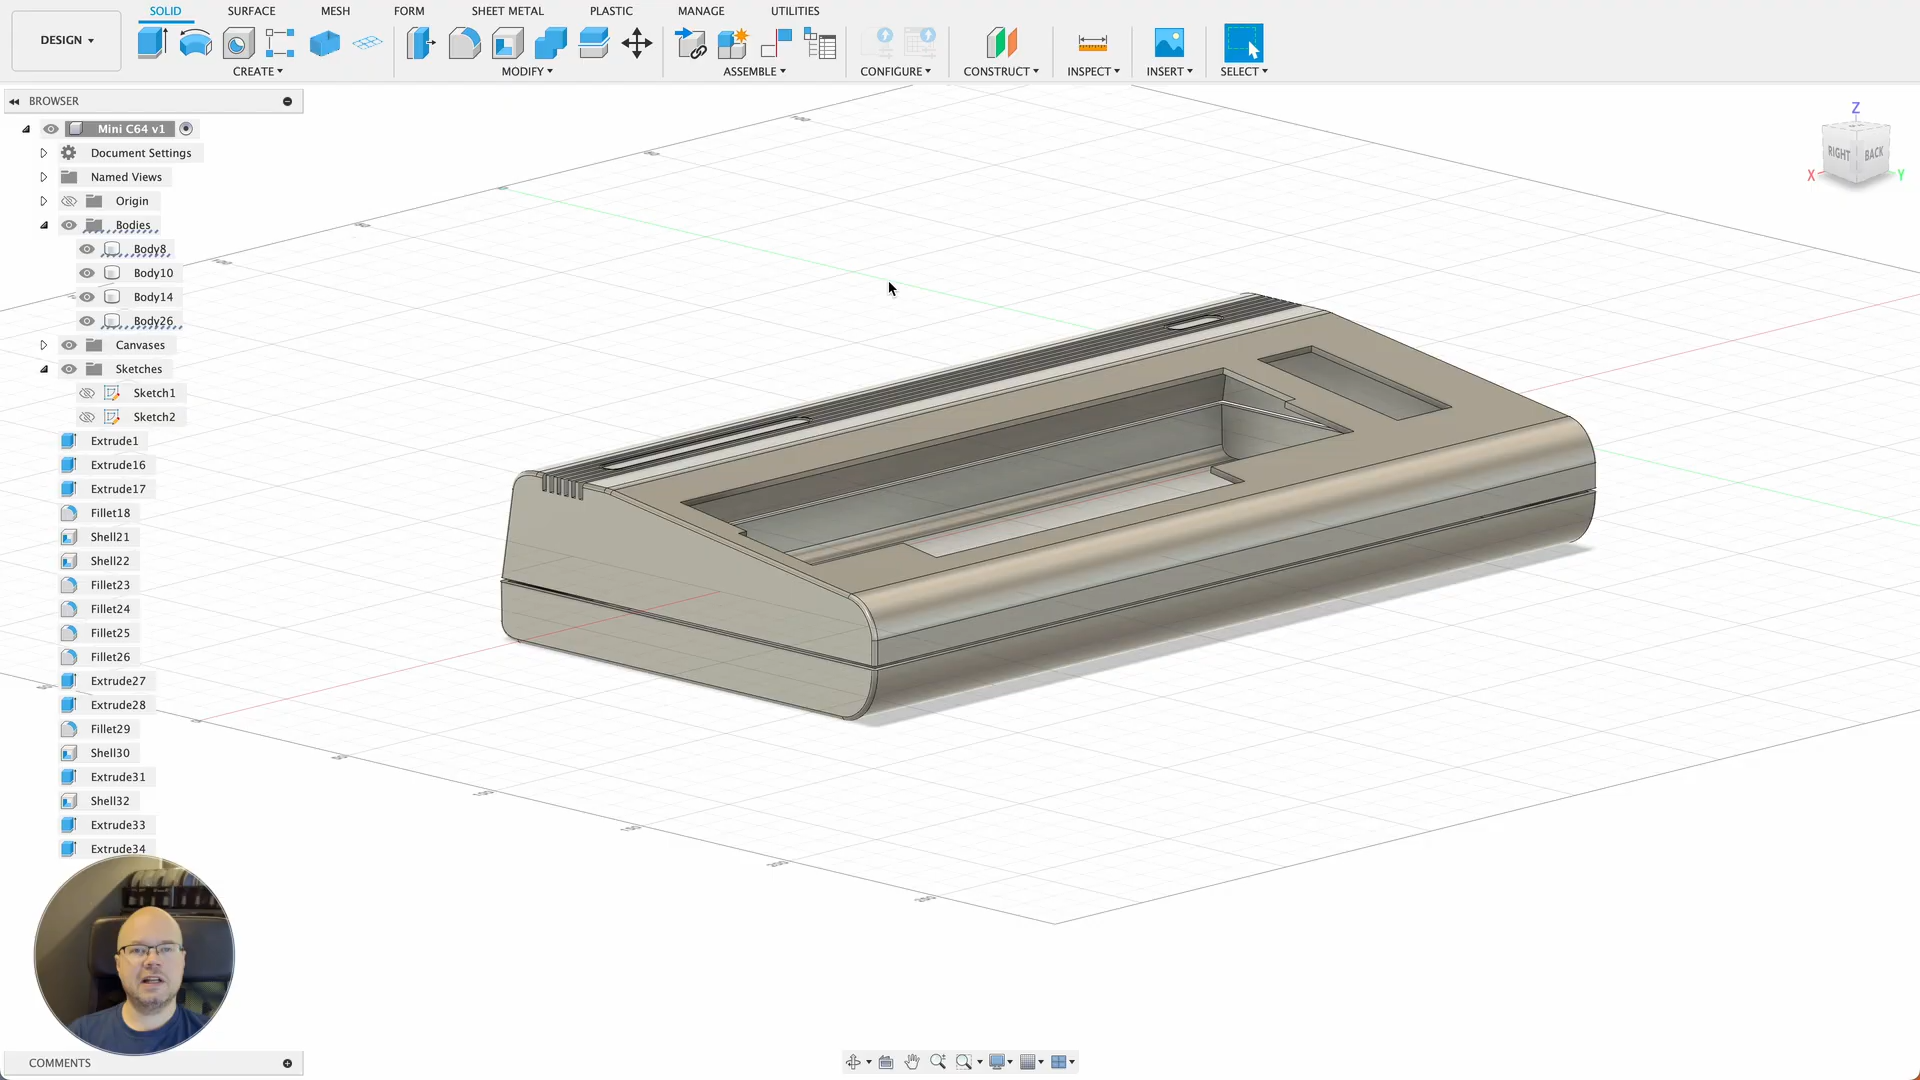 DESIGN
SOLID
SURFACE
MESH
FORM
SHEET METAL
PLASTIC
MANAGE
UTILITIES
CREATE
MODIFY
ASSEMBLE
CONFIGURE
CONSTRUCT
INSPECT
INSERT
SELECT
BROWSER
Mini C64 v1
Document Settings
Named Views
Origin
Bodies
Body8
Body10
Body14
Body26
Canvases
Sketches
Sketch1
Sketch2
Extrude1
Extrude16
Extrude17
Fillet18
Shell21
Shell22
Fillet23
Fillet24
Fillet25
Fillet26
Extrude27
Extrude28
Fillet29
Shell30
Extrude31
Shell32
Extrude33
Extrude34
COMMENTS
Z
RIGHT
BACK
X
Y